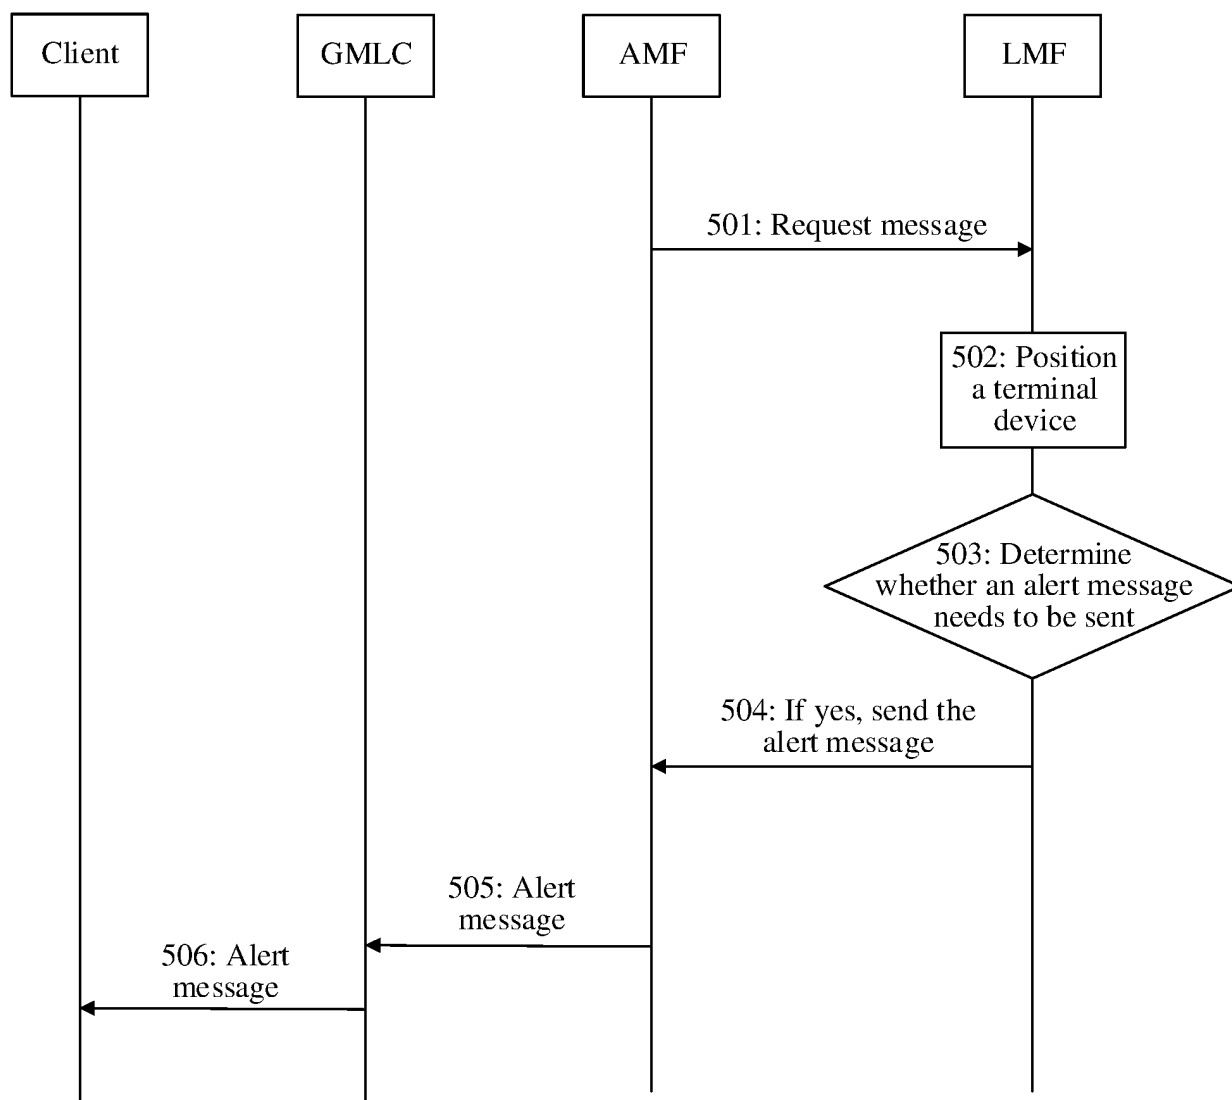 Client
GMLC
AMF
LMF
501: Request message
502: Position
a terminal
device
503: Determine
whether an alert message
needs to be sent
504: If yes, send the
alert message
505: Alert
message
506: Alert
message